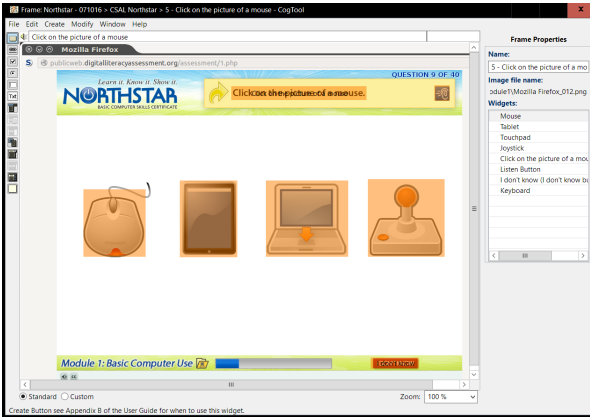 Frame: Northstar - 071016 > CSAL Northstar > 5 - Click on the picture of a mouse - CogTool
X
File Edit Create Modify Window Help
Click on the picture of a mouse
Mozilla Firefox
publicweb.digitalliteracyassessment.org/assessment/1.php
QUESTION 9 OF 40
Learn it. Know it. Show it.
NORTHSTAR
BASIC COMPUTER SKILLS CERTIFICATE
Click on the picture of a mouse.
Module 1: Basic Computer Use
Standard Custom
Zoom: 100 %
Create Button see Appendix B of the User Guide for when to use this widget.
Txt
Frame Properties
Name:
5 - Click on the picture of a mo
Image file name:
odule1\Mozilla Firefox_012.png
Widgets:
Mouse
Tablet
Touchpad
Joystick
Click on the picture of a mou
Listen Button
I don't know (I don't know bu
Keyboard